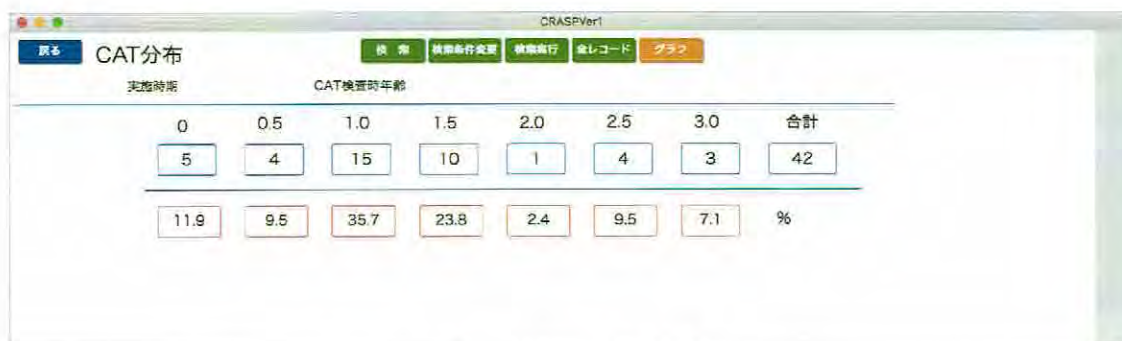 CRASPVer1
戻る CAT分布 検 索 検索条件変更 検索実行 全レコード グラフ
実施時期 CAT検査時年齢
0 0.5 1.0 1.5 2.0 2.5 3.0 合計
5 4 15 10 1 4 3 42
11.9 9.5 35.7 23.8 2.4 9.5 7.1 %